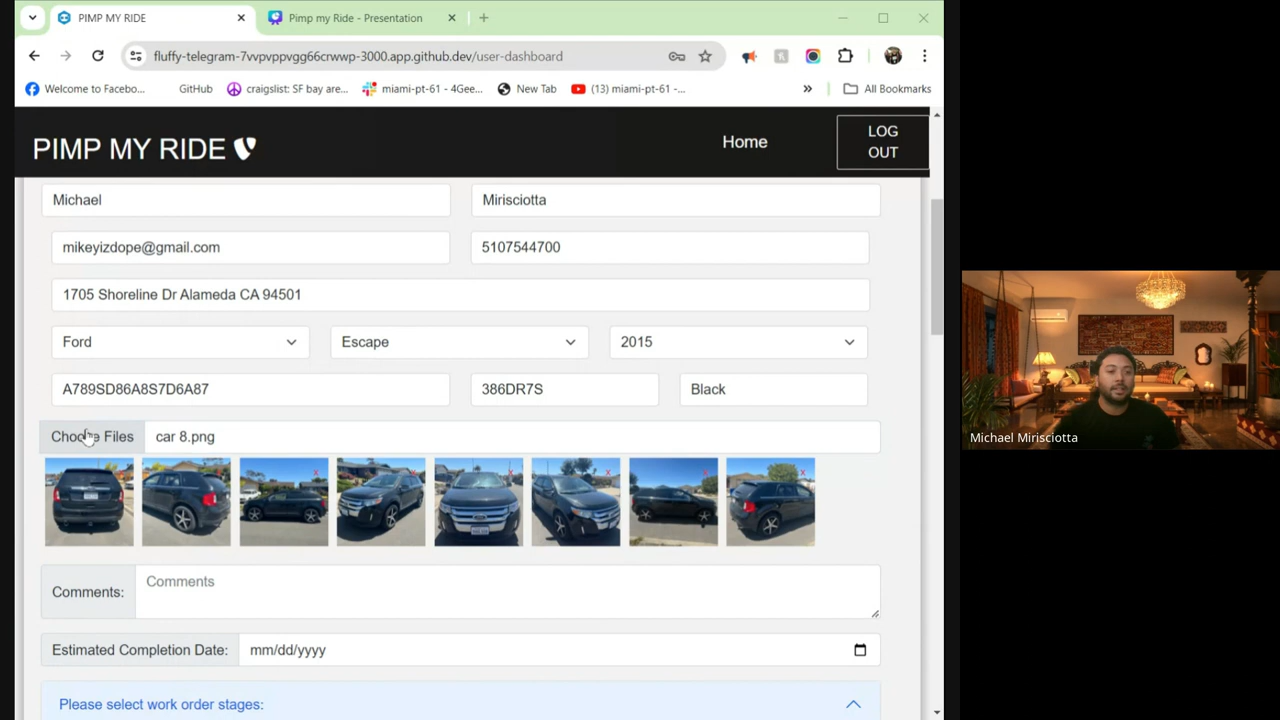 PIMP MY RIDE
Pimp my Ride - Presentation
fluffy-telegram-7vvpvppvgg66crwwp-3000.app.github.dev/user-dashboard
Welcome to Facebo...
GitHub
craigslist: SF bay are...
miami-pt-61 - 4Gee...
New Tab
(13) miami-pt-61 -...
All Bookmarks
PIMP MY RIDE
Home
LOG
OUT
Michael
Mirisciotta
mikeyizdope@gmail.com
5107544700
1705 Shoreline Dr Alameda CA 94501
Ford
Escape
2015
A789SD86A8S7D6A87
386DR7S
Black
Choose Files
car 8.png
Comments:
Comments
Estimated Completion Date:
mm/dd/yyyy
Please select work order stages:
Michael Mirisciotta